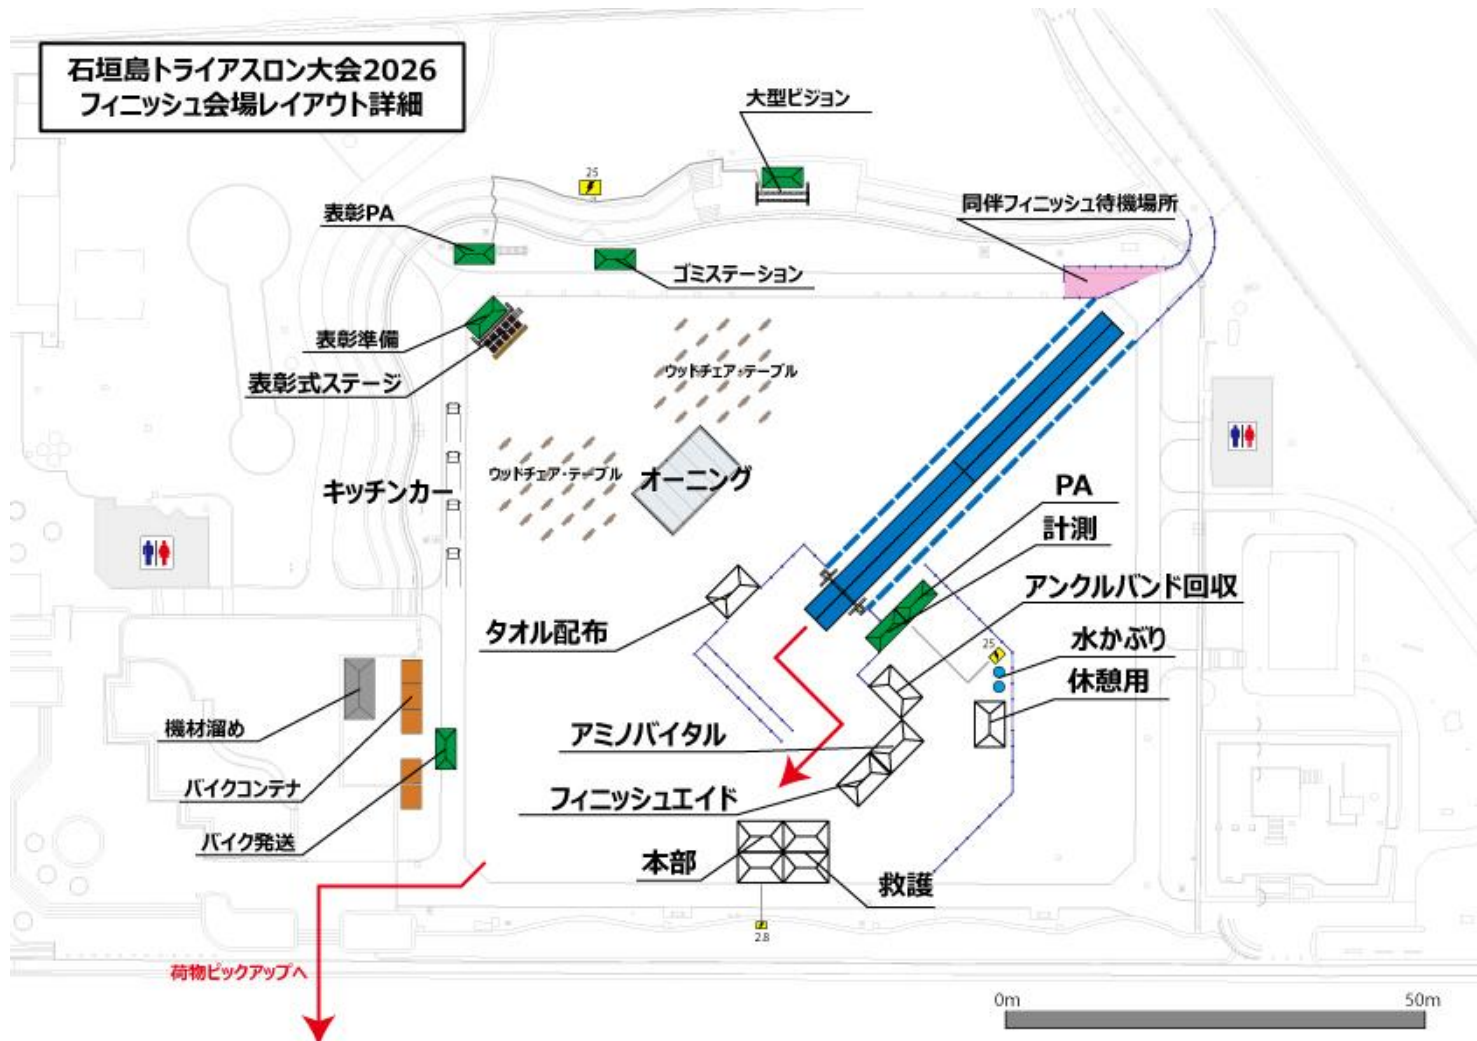 石垣島トライアスロン大会2026
フィニッシュ会場レイアウト詳細
大型ビジョン
25
表彰PA
同伴フィニッシュ待機場所
ゴミステーション
表彰準備
表彰式ステージ
ウッドチェア・テーブル
ウッドチェア・テーブル
オーニング
キッチンカー
PA
計測
アンクルバンド回収
タオル配布
25
水かぶり
休憩用
機材溜め
アミノバイタル
バイクコンテナ
フィニッシュエイド
バイク発送
本部
救護
2.8
荷物ピックアップへ
0m
50m